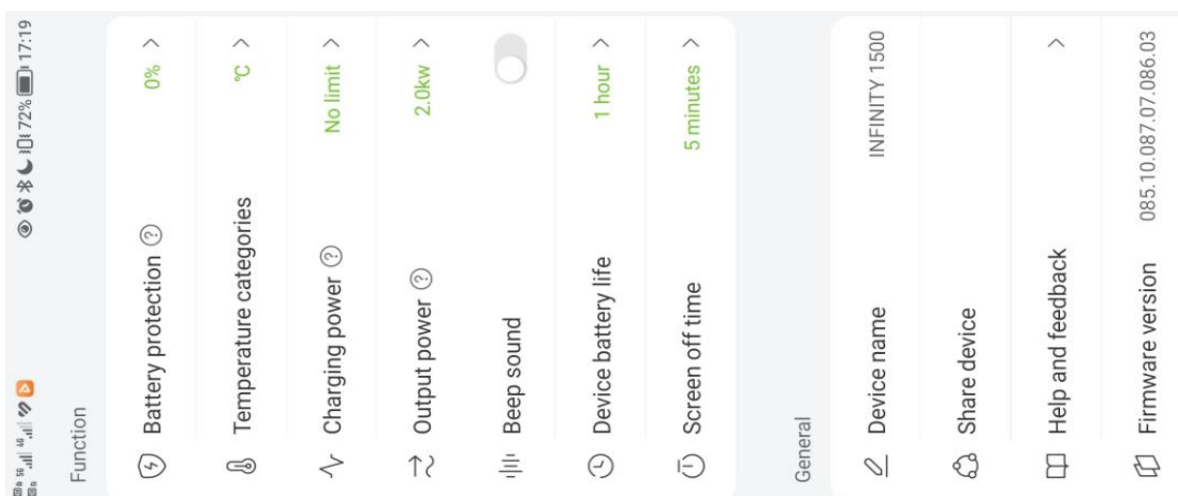 5G 4G 72% 17:19
Function
Battery protection ? 0% >
Temperature categories °C >
Charging power ? No limit >
Output power ? 2.0kw >
Beep sound
Device battery life 1 hour >
Screen off time 5 minutes >
General
Device name INFINITY 1500
Share device
Help and feedback >
Firmware version 085.10.087.07.086.03